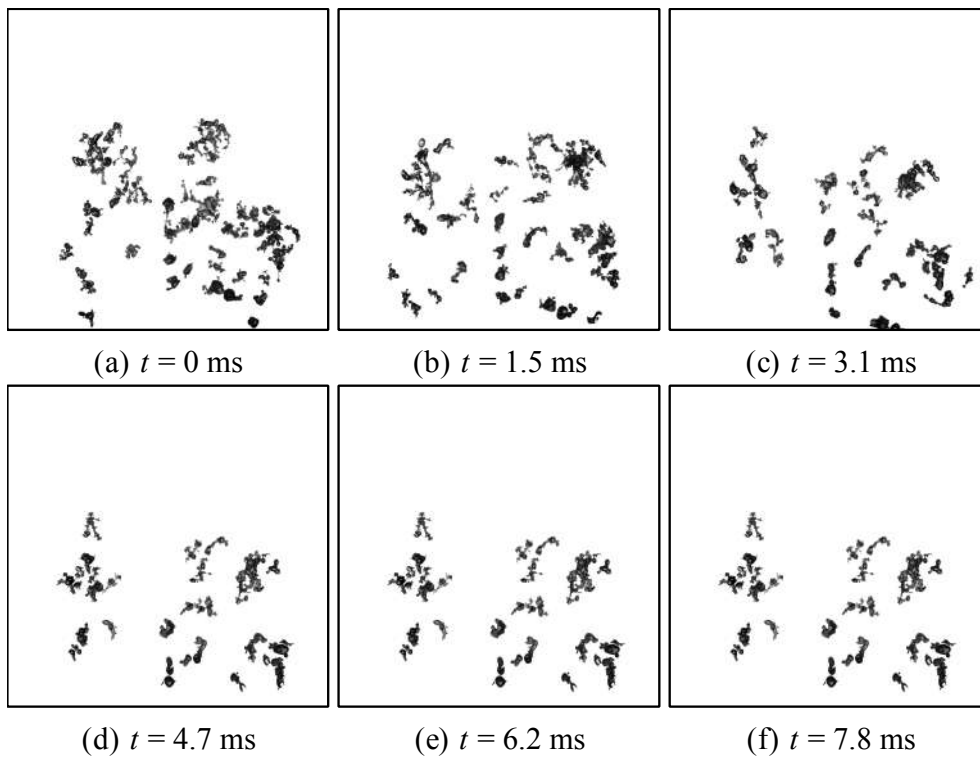 (a) t = 0 ms
(b) t = 1.5 ms
(c) t = 3.1 ms
(d) t = 4.7 ms
(e) t = 6.2 ms
(f) t = 7.8 ms